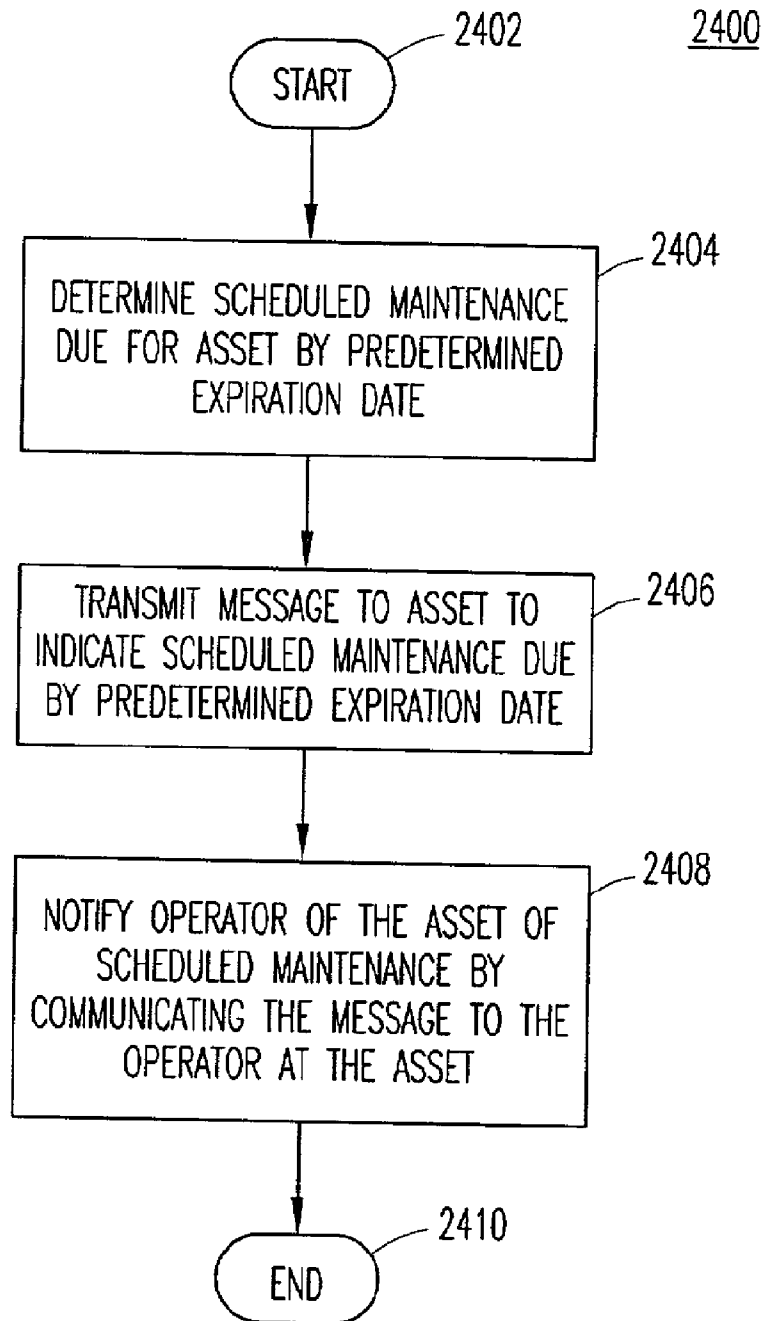 2402
2400
START
2404
DETERMINE SCHEDULED MAINTENANCE
DUE FOR ASSET BY PREDETERMINED
EXPIRATION DATE
2406
TRANSMIT MESSAGE TO ASSET TO
INDICATE SCHEDULED MAINTENANCE DUE
BY PREDETERMINED EXPIRATION DATE
2408
NOTIFY OPERATOR OF THE ASSET OF
SCHEDULED MAINTENANCE BY
COMMUNICATING THE MESSAGE TO THE
OPERATOR AT THE ASSET
2410
END